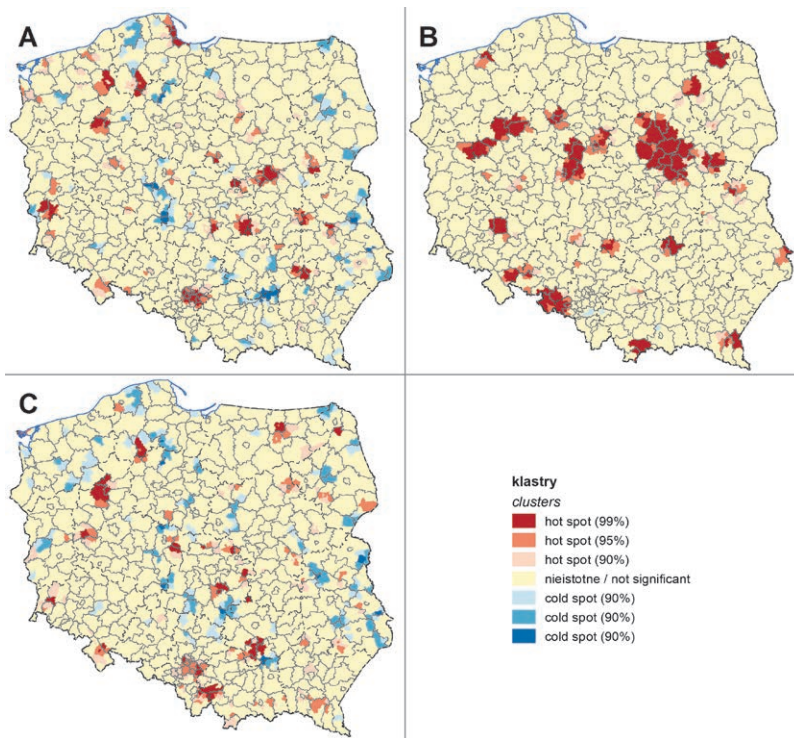 A
B
C
klastry
clusters
hot spot (99%)
hot spot (95%)
hot spot (90%)
nieistotne / not significant
cold spot (90%)
cold spot (90%)
cold spot (90%)